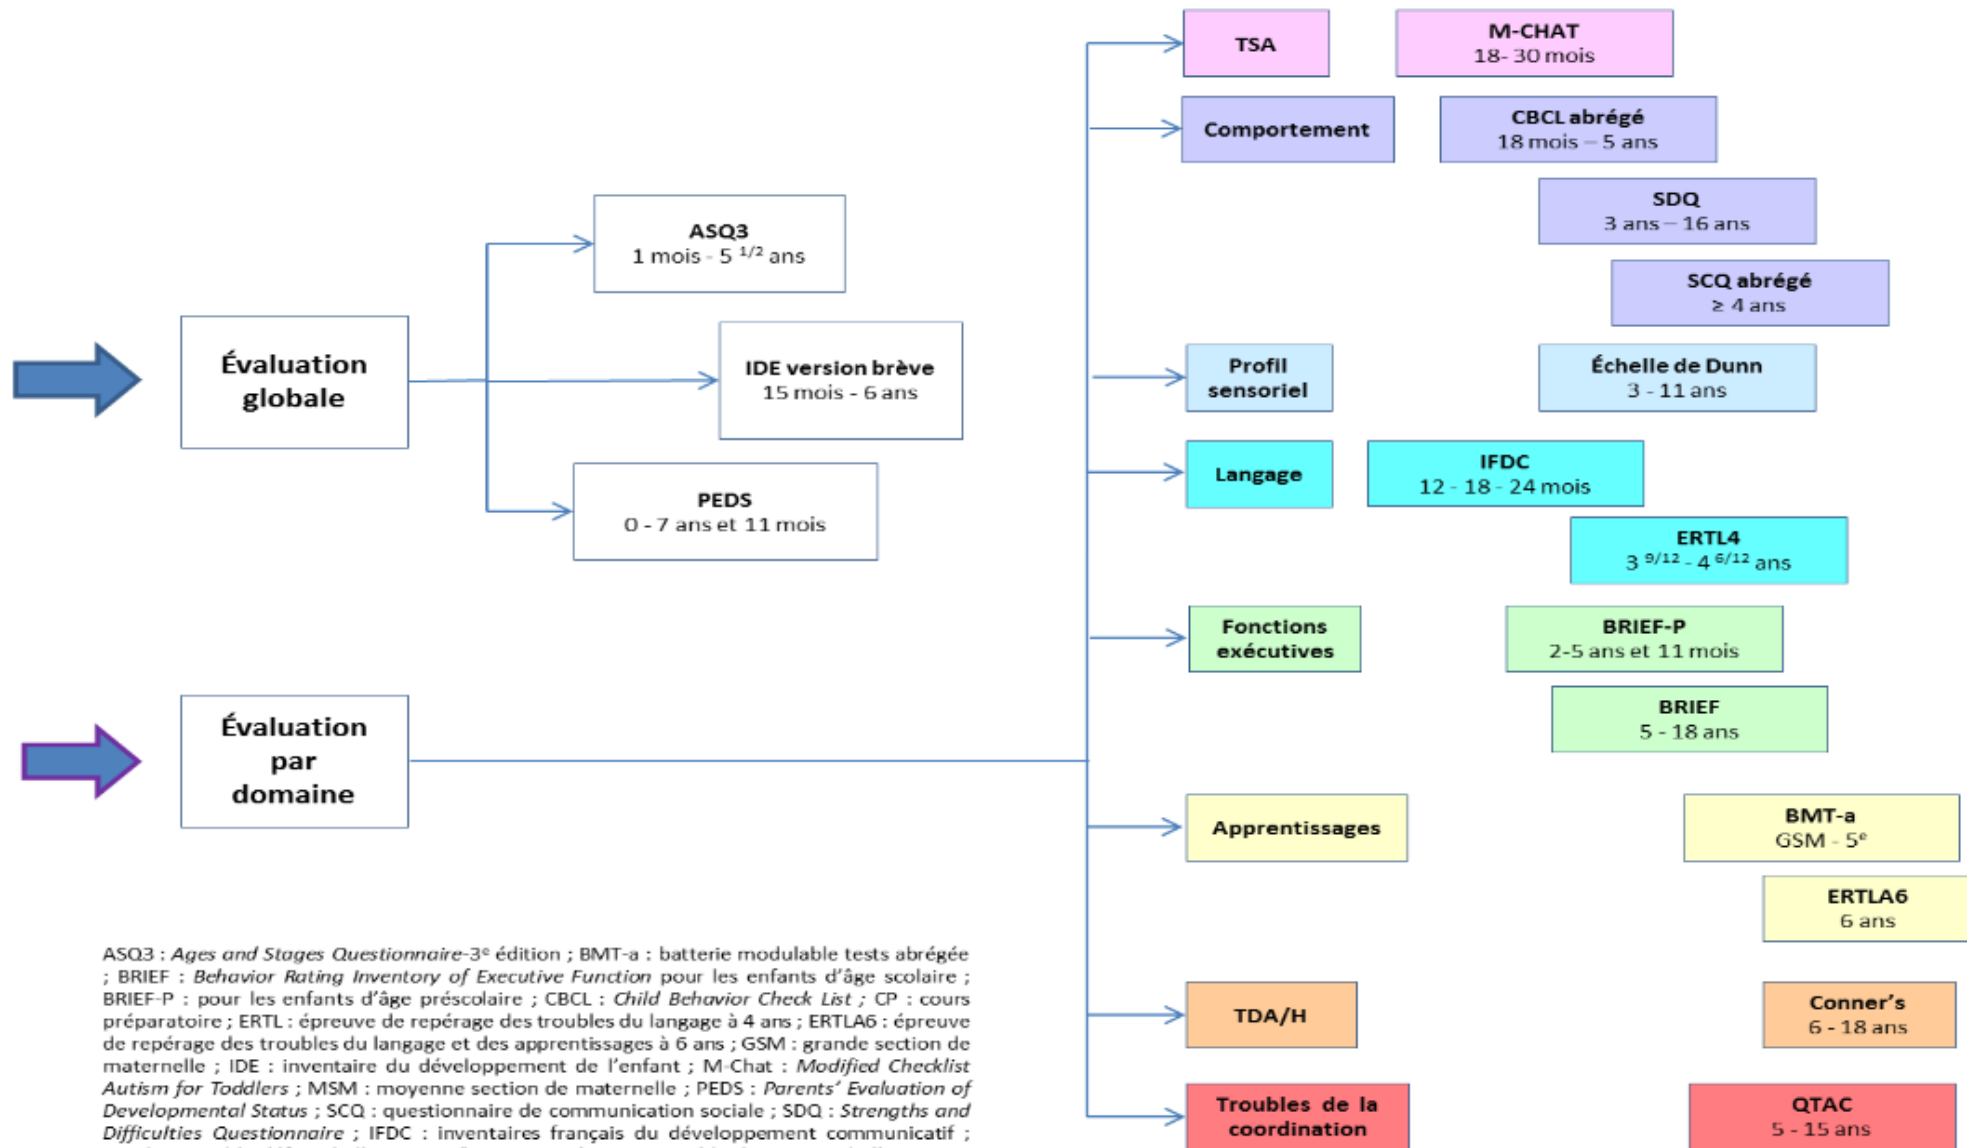 Évaluation
globale
ASQ3
1 mois - 5 1/2 ans
IDE version brève
15 mois - 6 ans
PEDS
0 - 7 ans et 11 mois
Évaluation
par
domaine
TSA
M-CHAT
18- 30 mois
Comportement
CBCL abrégé
18 mois – 5 ans
SDQ
3 ans – 16 ans
SCQ abrégé
≥ 4 ans
Profil
sensoriel
Échelle de Dunn
3 - 11 ans
Langage
IFDC
12 - 18 - 24 mois
ERTL4
3 9/12 - 4 6/12 ans
Fonctions
exécutives
BRIEF-P
2-5 ans et 11 mois
BRIEF
5 - 18 ans
Apprentissages
BMT-a
GSM - 5e
ERTLA6
6 ans
TDA/H
Conner's
6 - 18 ans
Troubles de la
coordination
QTAC
5 - 15 ans
ASQ3 : Ages and Stages Questionnaire-3e édition ; BMT-a : batterie modulable tests abrégée
; BRIEF : Behavior Rating Inventory of Executive Function pour les enfants d'âge scolaire ;
BRIEF-P : pour les enfants d'âge préscolaire ; CBCL : Child Behavior Check List ; CP : cours
préparatoire ; ERTL : épreuve de repérage des troubles du langage à 4 ans ; ERTLA6 : épreuve
de repérage des troubles du langage et des apprentissages à 6 ans ; GSM : grande section de
maternelle ; IDE : inventaire du développement de l'enfant ; M-Chat : Modified Checklist
Autism for Toddlers ; MSM : moyenne section de maternelle ; PEDS : Parents' Evaluation of
Developmental Status ; SCQ : questionnaire de communication sociale ; SDQ : Strengths and
Difficulties Questionnaire ; IFDC : inventaires français du développement communicatif ;